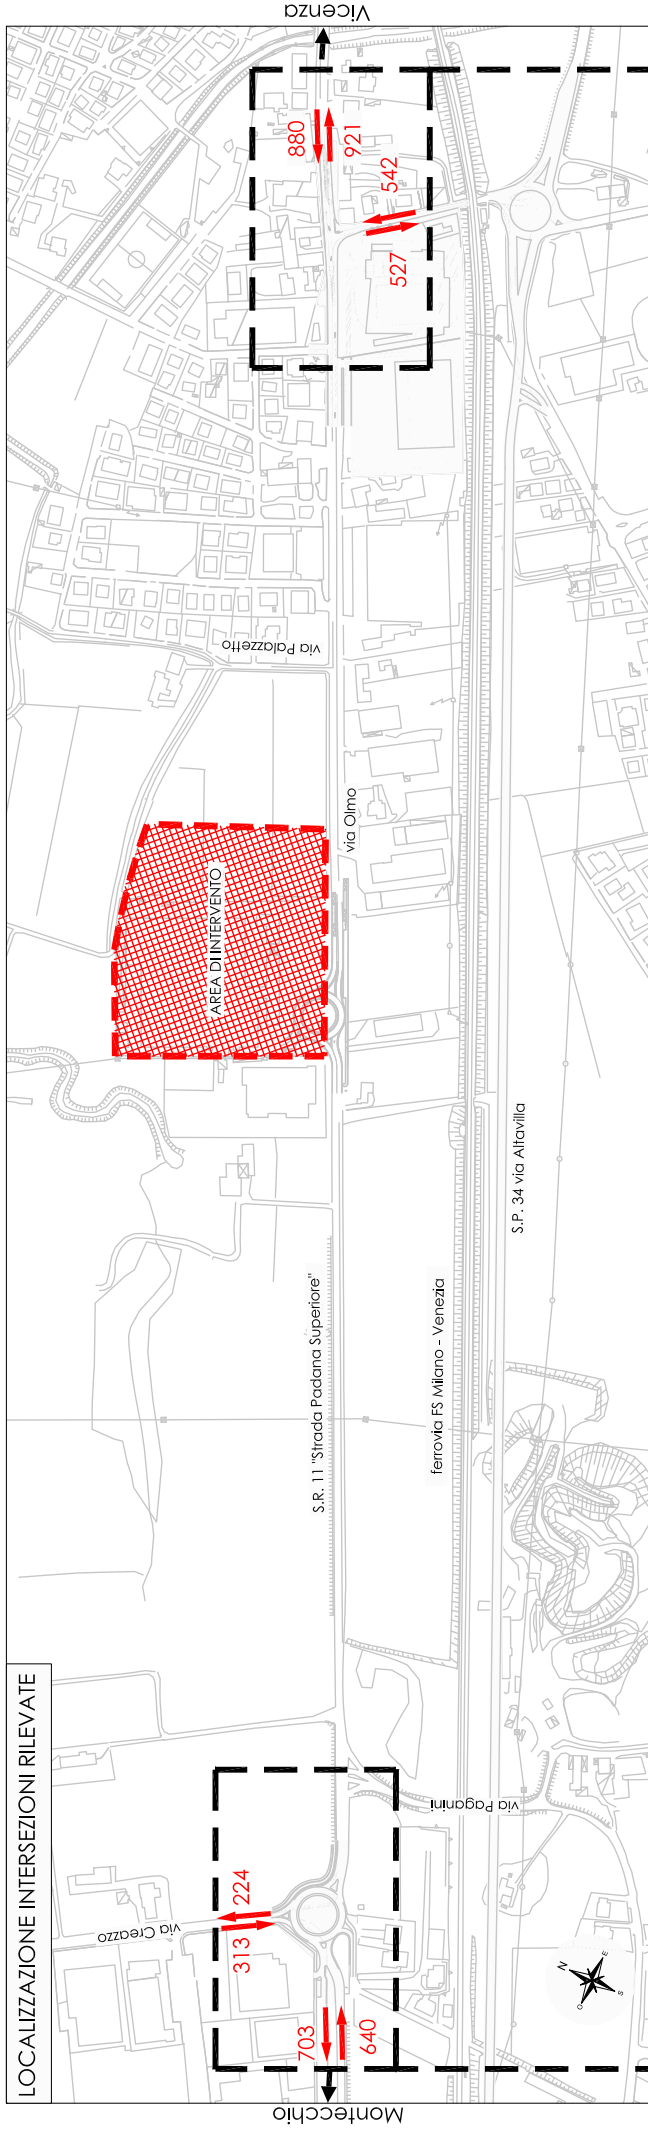 LOCALIZZAZIONE INTERSEZIONI RILEVATE
Montecchio
Vicenza
via Creazzo
313
224
703
640
via Paganini
S.R. 11 "Strada Padana Superiore"
ferrovia FS Milano - Venezia
S.P. 34 via Altavilla
AREA DI INTERVENTO
via Olmo
via Palazzetto
880
921
542
527
N
E
S
O